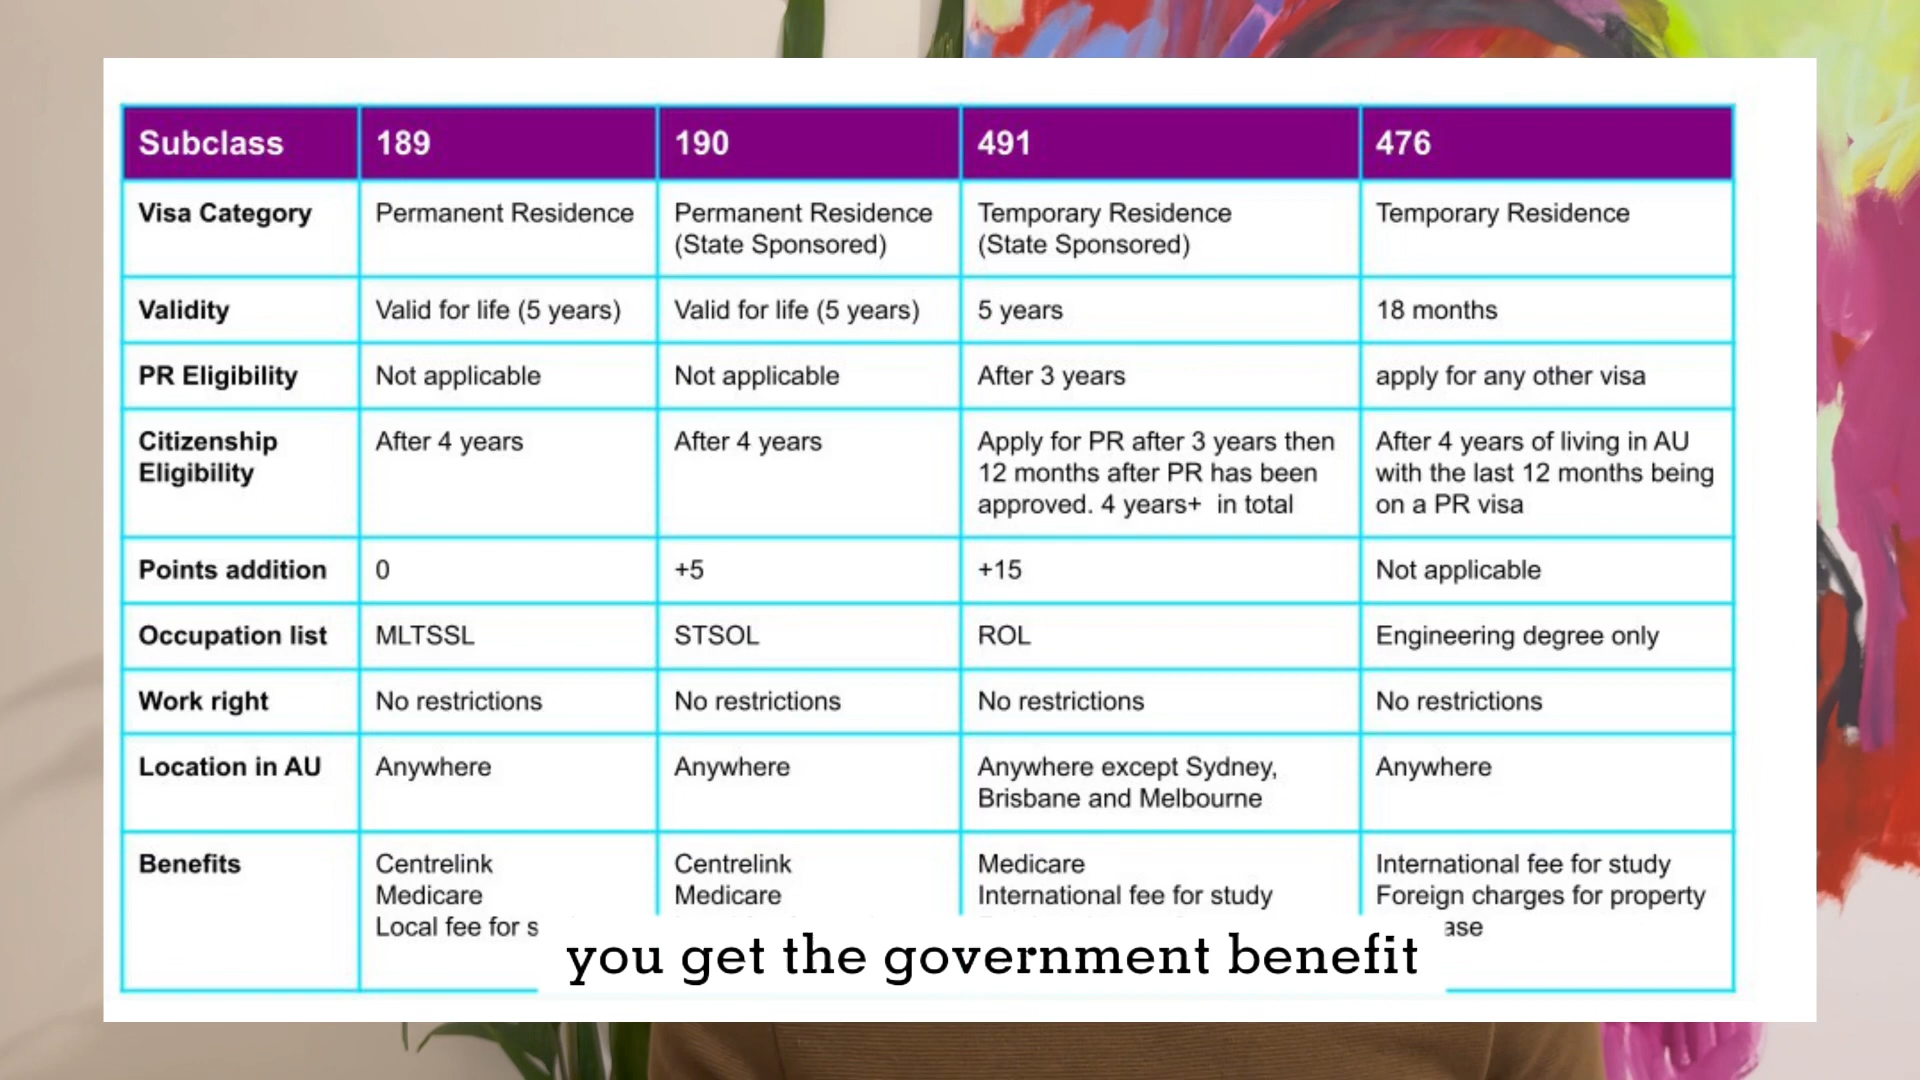 Subclass 189 190 491 476
Visa Category Permanent Residence Permanent Residence Temporary Residence Temporary Residence
(State Sponsored) (State Sponsored)
Validity Valid for life (5 years) Valid for life (5 years) 5 years 18 months
PR Eligibility Not applicable Not applicable After 3 years apply for any other visa
Citizenship After 4 years After 4 years Apply for PR after 3 years then After 4 years of living in AU
Eligibility 12 months after PR has been with the last 12 months being
approved. 4 years+ in total on a PR visa
Points addition 0 +5 +15 Not applicable
Occupation list MLTSSL STSOL ROL Engineering degree only
Work right No restrictions No restrictions No restrictions No restrictions
Location in AU Anywhere Anywhere Anywhere except Sydney, Anywhere
Brisbane and Melbourne
Benefits Centrelink Centrelink Medicare International fee for study
Medicare Medicare International fee for study Foreign charges for property
Local fee for
you get the government benefit